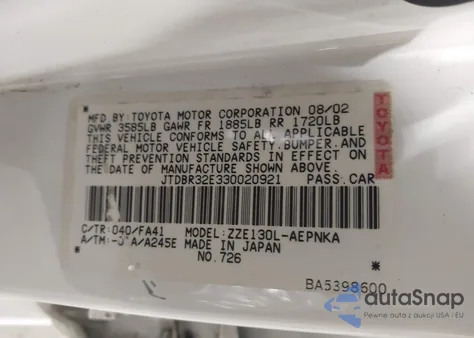 MFD. BY: TOYOTA MOTOR CORPORATION 08/02
GVWR 3585LB GAWR FR 1885LB RR 1720LB
THIS VEHICLE CONFORMS TO ALL APPLICABLE
FEDERAL MOTOR VEHICLE SAFETY, BUMPER, AND
THEFT PREVENTION STANDARDS IN EFFECT ON
THE DATE OF MANUFACTURE SHOWN ABOVE.
JTDBR32E330020921 PASS. CAR
TOYOTA
C/TR: 040/FA41 MODEL: ZZE130L-AEPNKA
A/TM: A/A245E MADE IN JAPAN
NO. 726
BA5398600
autoSnap
Pewne auta z aukcji USA i EU